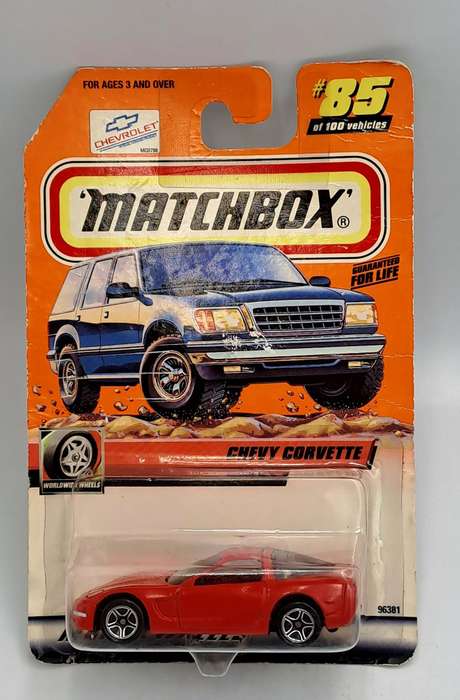 FOR AGES 3 AND OVER
CHEVROLET
#85
of 100 vehicles
'MATCHBOX'®
GUARANTEED
FOR LIFE
CHEVY CORVETTE
WORLDWIDE WHEELS
96381